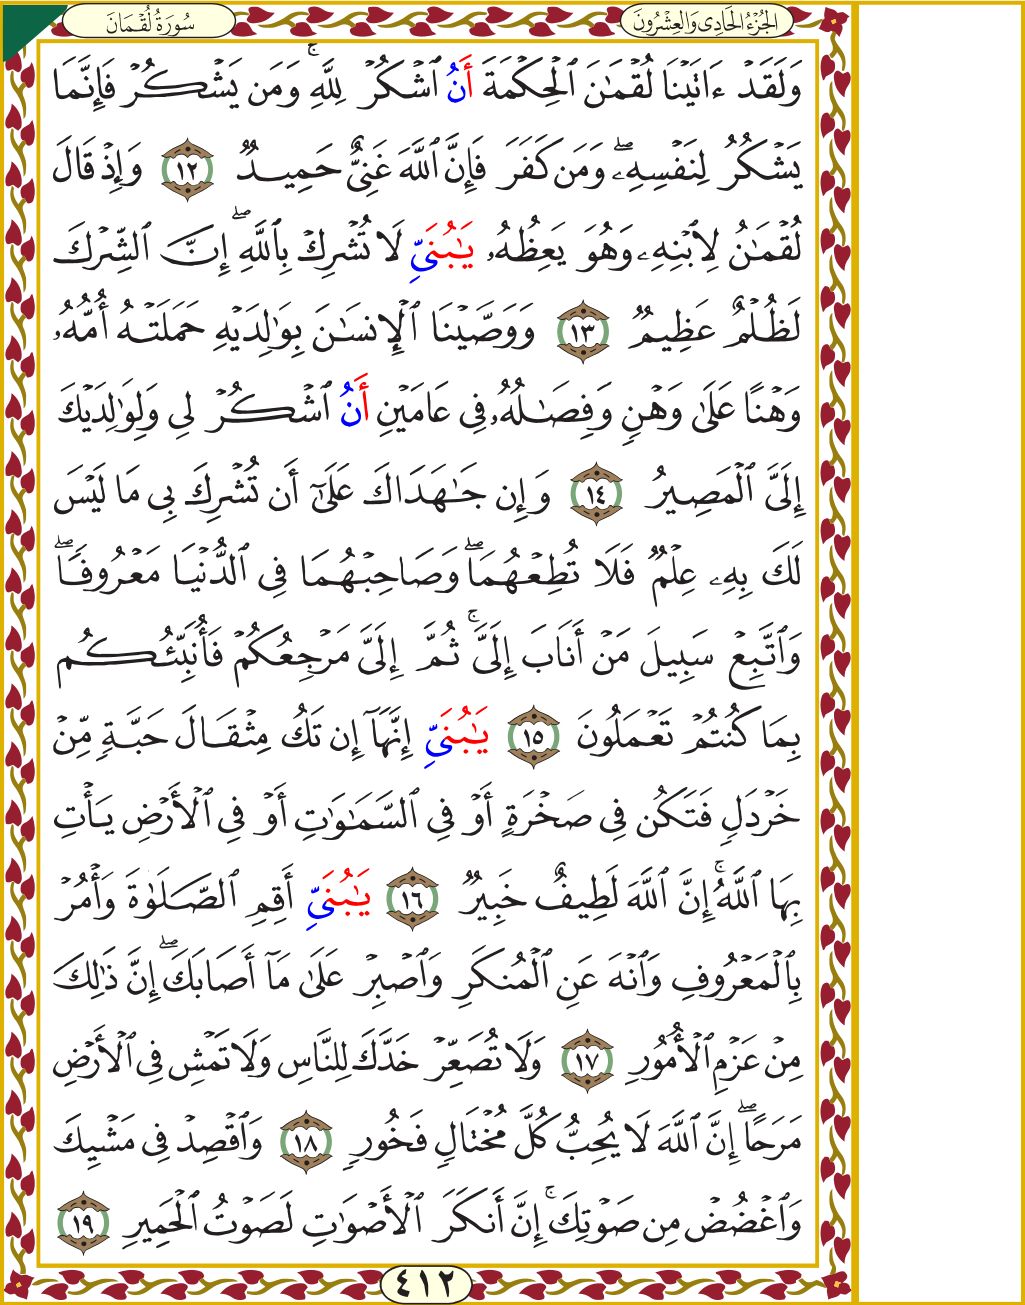 سُورَةُ لُقْمَانَ
الجُزْءُ الحَادِي وَالعِشْرُونَ
وَلَقَدۡ ءَاتَيۡنَا لُقۡمَٰنَ ٱلۡحِكۡمَةَ أَنُ ٱشۡكُرۡ لِلَّهِۚ وَمَن يَشۡكُرۡ فَإِنَّمَا
يَشۡكُرُ لِنَفۡسِهِۦۖ وَمَن كَفَرَ فَإِنَّ ٱللَّهَ غَنِيٌّ حَمِيدٞ ١٢ وَإِذۡ قَالَ
لُقۡمَٰنُ لِٱبۡنِهِۦ وَهُوَ يَعِظُهُۥ يَٰبُنَيِّ لَا تُشۡرِكۡ بِٱللَّهِۖ إِنَّ ٱلشِّرۡكَ
لَظُلۡمٌ عَظِيمٞ ١٣ وَوَصَّيۡنَا ٱلۡإِنسَٰنَ بِوَٰلِدَيۡهِ حَمَلَتۡهُ أُمُّهُۥ
وَهۡنًا عَلَىٰ وَهۡنٖ وَفِصَٰلُهُۥ فِي عَامَيۡنِ أَنُ ٱشۡكُرۡ لِي وَلِوَٰلِدَيۡكَ
إِلَيَّ ٱلۡمَصِيرُ ١٤ وَإِن جَٰهَدَاكَ عَلَىٰٓ أَن تُشۡرِكَ بِي مَا لَيۡسَ
لَكَ بِهِۦ عِلۡمٞ فَلَا تُطِعۡهُمَاۖ وَصَاحِبۡهُمَا فِي ٱلدُّنۡيَا مَعۡرُوفٗاۖ
وَٱتَّبِعۡ سَبِيلَ مَنۡ أَنَابَ إِلَيَّۚ ثُمَّ إِلَيَّ مَرۡجِعُكُمۡ فَأُنَبِّئُكُم
بِمَا كُنتُمۡ تَعۡمَلُونَ ١٥ يَٰبُنَيِّ إِنَّهَآ إِن تَكُ مِثۡقَالَ حَبَّةٖ مِّنۡ
خَرۡدَلٖ فَتَكُن فِي صَخۡرَةٍ أَوۡ فِي ٱلسَّمَٰوَٰتِ أَوۡ فِي ٱلۡأَرۡضِ يَأۡتِ
بِهَا ٱللَّهُۚ إِنَّ ٱللَّهَ لَطِيفٌ خَبِيرٞ ١٦ يَٰبُنَيِّ أَقِمِ ٱلصَّلَوٰةَ وَأۡمُرۡ
بِٱلۡمَعۡرُوفِ وَٱنۡهَ عَنِ ٱلۡمُنكَرِ وَٱصۡبِرۡ عَلَىٰ مَآ أَصَابَكَۖ إِنَّ ذَٰلِكَ
مِنۡ عَزۡمِ ٱلۡأُمُورِ ١٧ وَلَا تُصَعِّرۡ خَدَّكَ لِلنَّاسِ وَلَا تَمۡشِ فِي ٱلۡأَرۡضِ
مَرَحًاۖ إِنَّ ٱللَّهَ لَا يُحِبُّ كُلَّ مُخۡتَالٖ فَخُورٖ ١٨ وَٱقۡصِدۡ فِي مَشۡيِكَ
وَٱغۡضُضۡ مِن صَوۡتِكَۚ إِنَّ أَنكَرَ ٱلۡأَصۡوَٰتِ لَصَوۡتُ ٱلۡحَمِيرِ ١٩
٤١٢